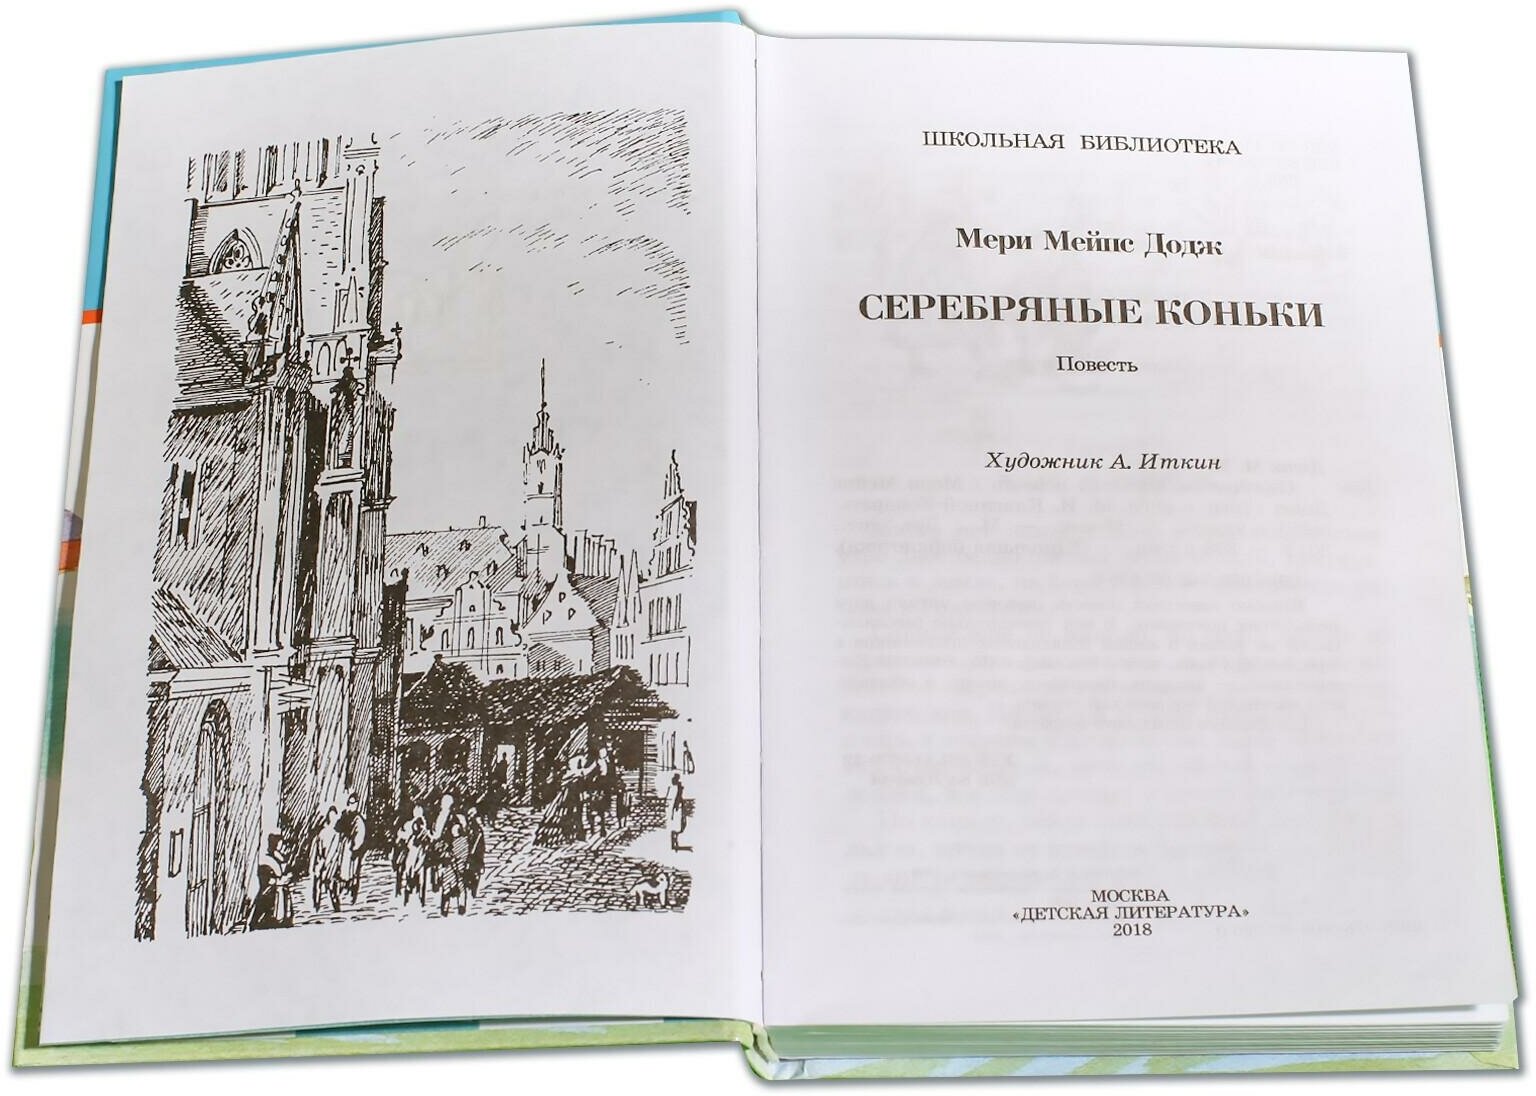 ШКОЛЬНАЯ БИБЛИОТЕКА
Мери Мейпс Додж
СЕРЕБРЯНЫЕ КОНЬКИ
Повесть
Художник А. Иткин
МОСКВА
«ДЕТСКАЯ ЛИТЕРАТУРА»
2018